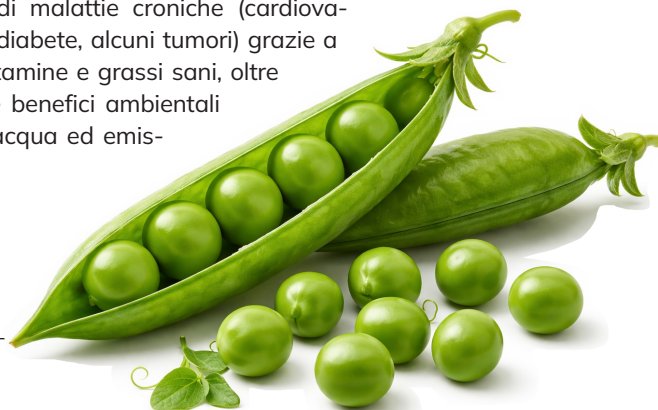 di malattie croniche (cardiova-
diabete, alcuni tumori) grazie a
tamine e grassi sani, oltre
benefici ambientali
acqua ed emis-